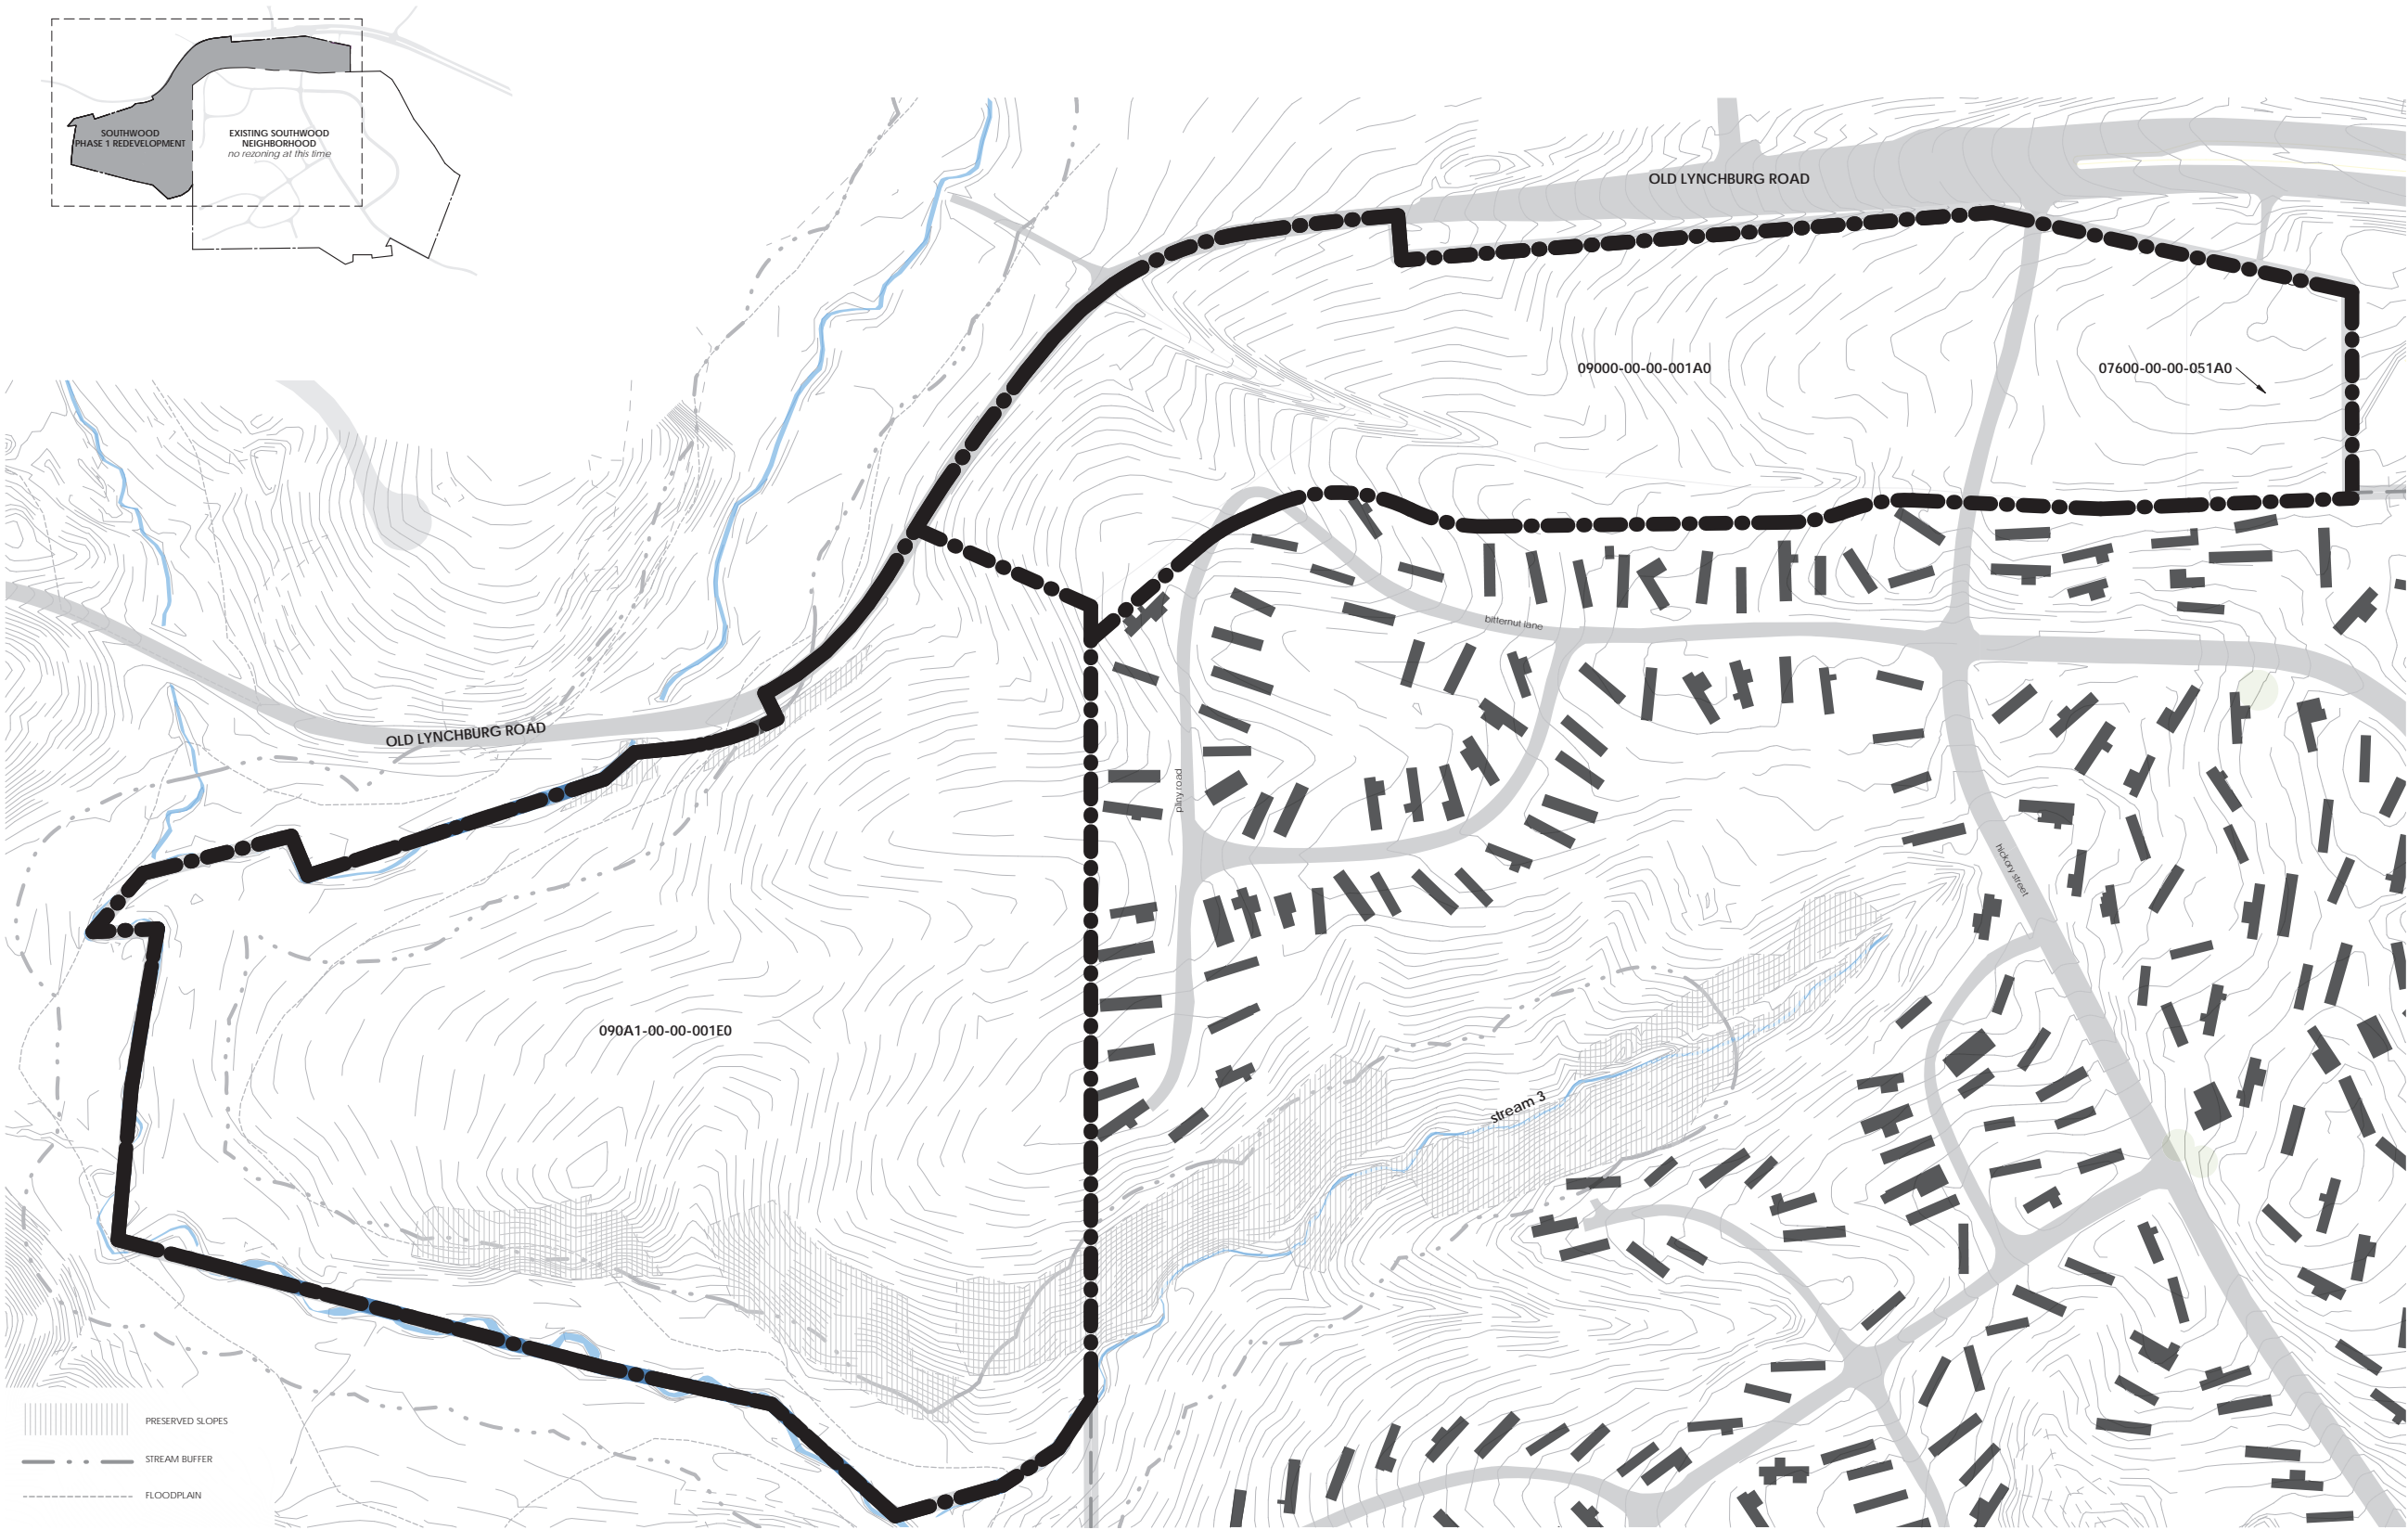 SOUTHWOOD
PHASE 1 REDEVELOPMENT
EXISTING SOUTHWOOD
NEIGHBORHOOD
no rezoning at this time
OLD LYNCHBURG ROAD
09000-00-00-001A0
07600-00-00-051A0
bitternut lane
OLD LYNCHBURG ROAD
pliny road
hickory street
090A1-00-00-001E0
stream 3
PRESERVED SLOPES
STREAM BUFFER
FLOODPLAIN